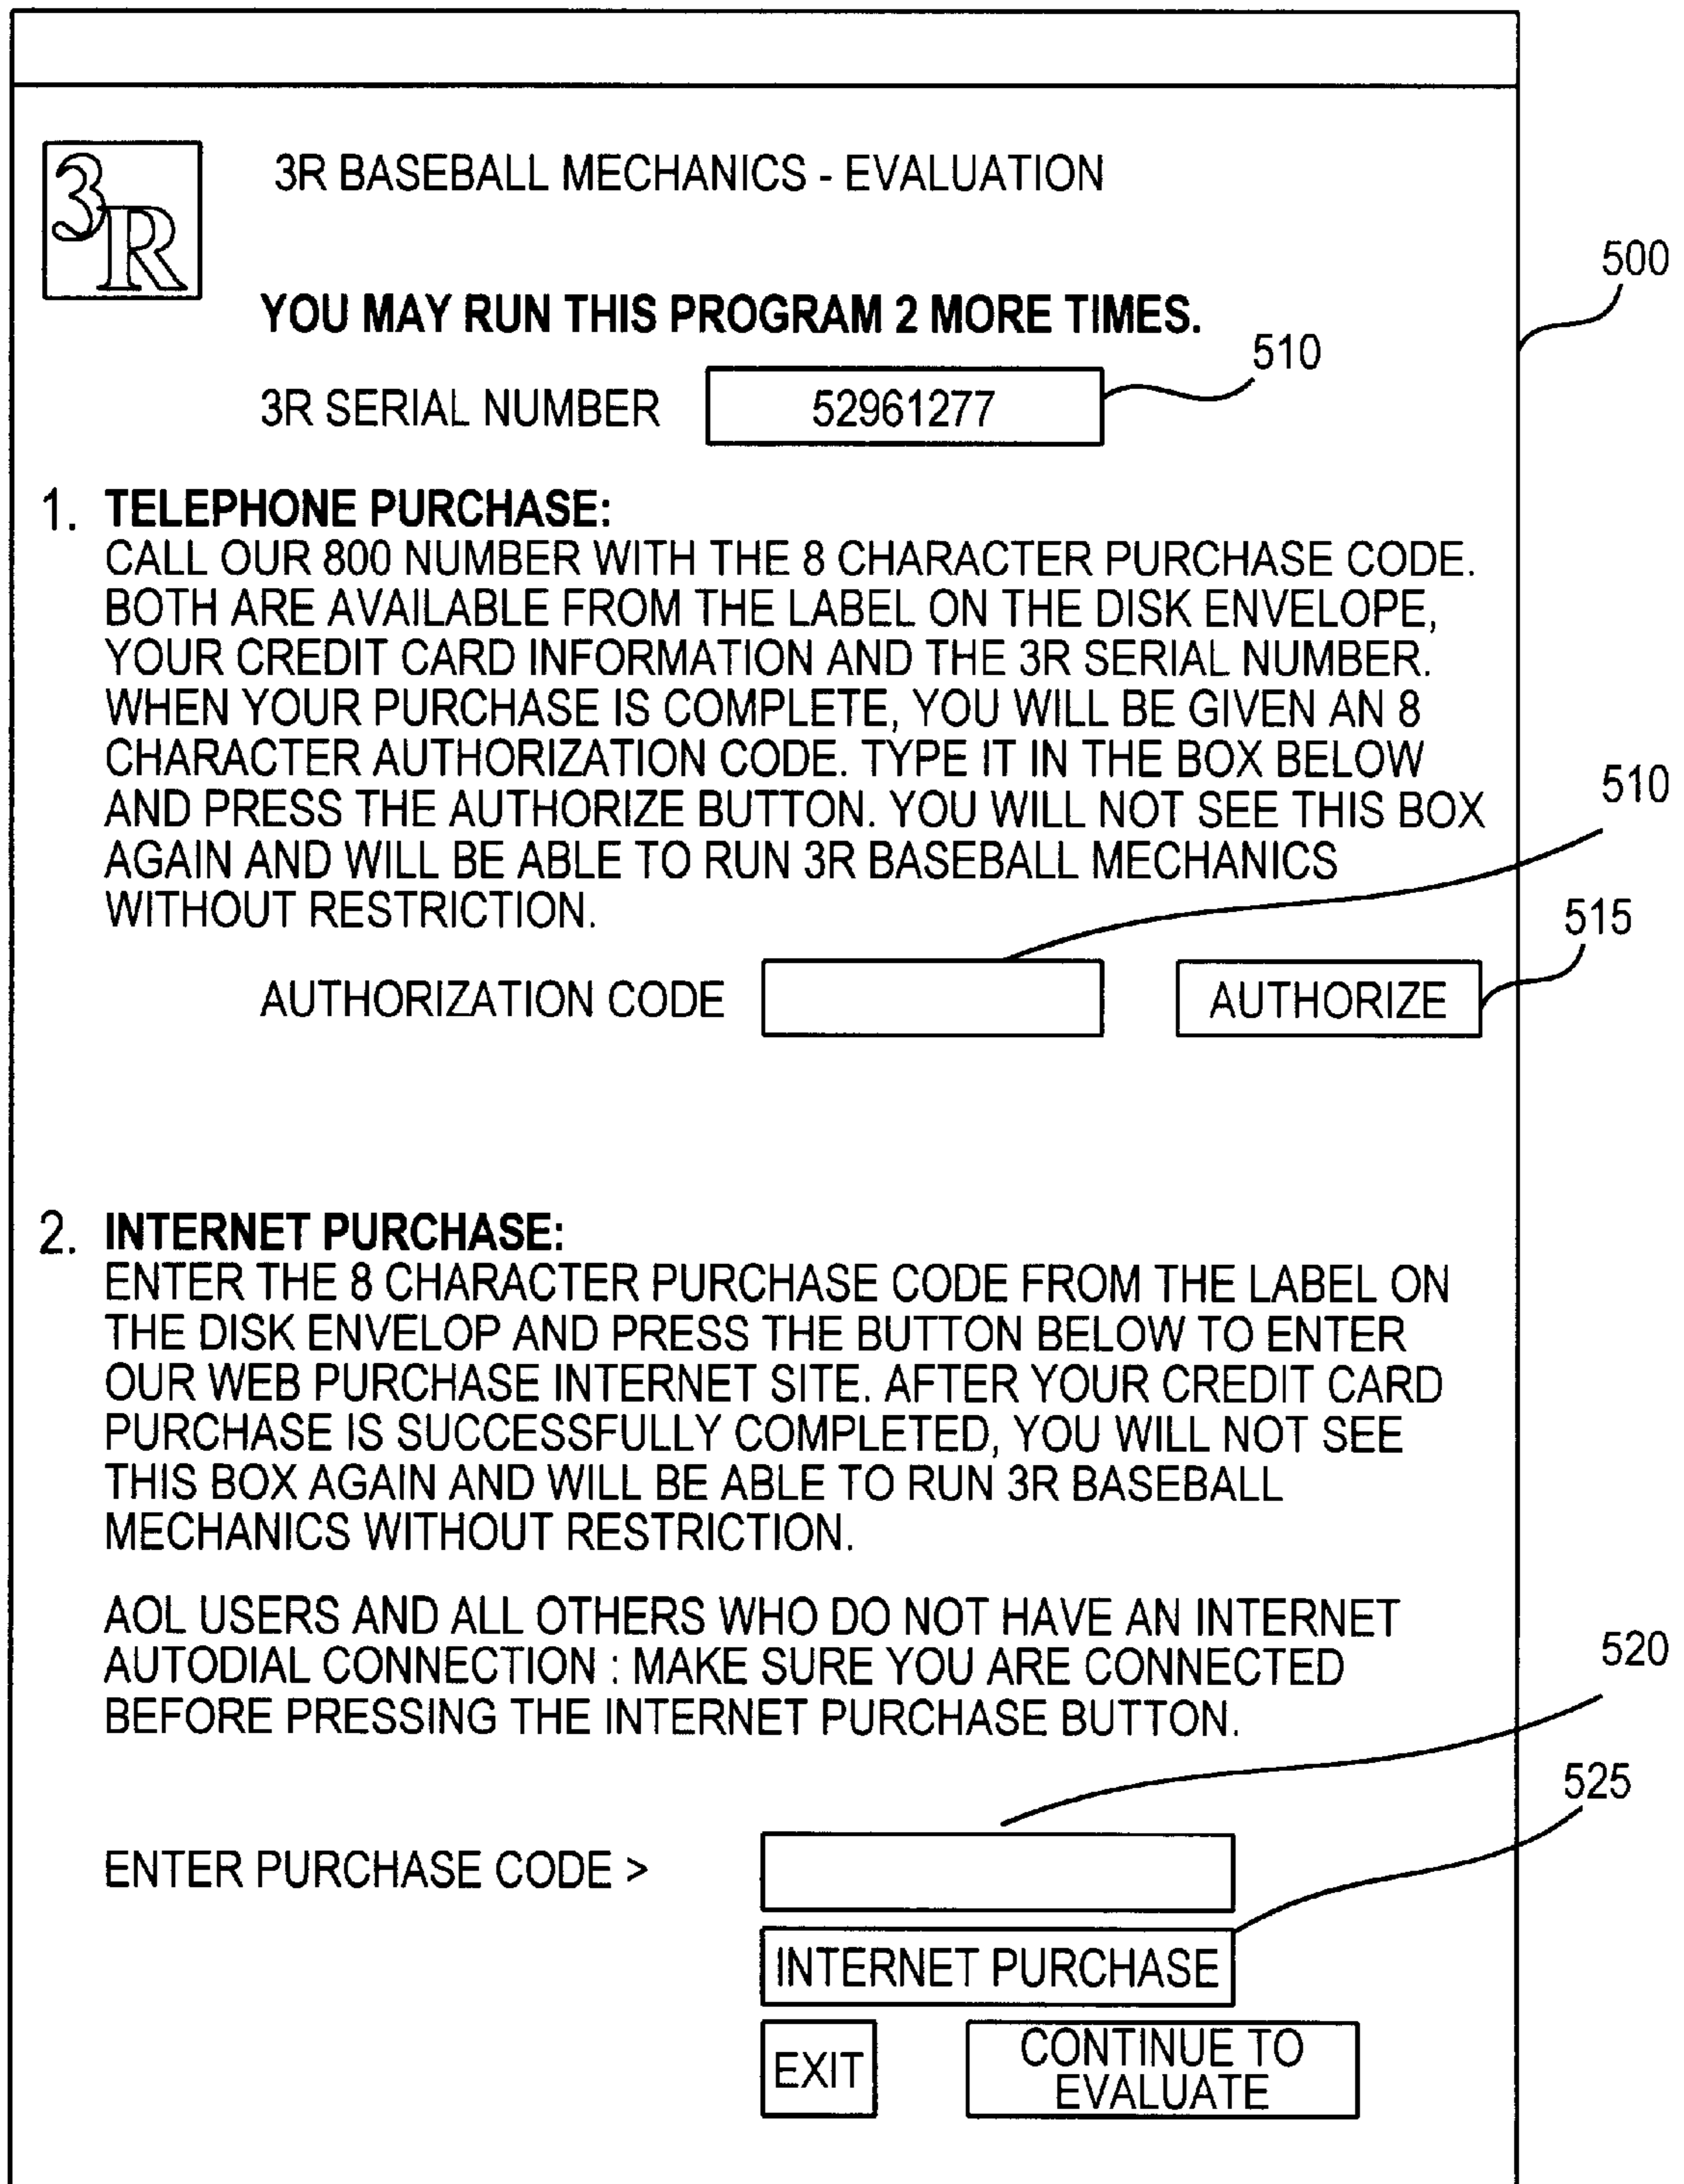 3R
3R BASEBALL MECHANICS - EVALUATION
500
YOU MAY RUN THIS PROGRAM 2 MORE TIMES.
510
3R SERIAL NUMBER 52961277
1. TELEPHONE PURCHASE:
CALL OUR 800 NUMBER WITH THE 8 CHARACTER PURCHASE CODE.
BOTH ARE AVAILABLE FROM THE LABEL ON THE DISK ENVELOPE,
YOUR CREDIT CARD INFORMATION AND THE 3R SERIAL NUMBER.
WHEN YOUR PURCHASE IS COMPLETE, YOU WILL BE GIVEN AN 8
CHARACTER AUTHORIZATION CODE. TYPE IT IN THE BOX BELOW
510
AND PRESS THE AUTHORIZE BUTTON. YOU WILL NOT SEE THIS BOX
AGAIN AND WILL BE ABLE TO RUN 3R BASEBALL MECHANICS
WITHOUT RESTRICTION.
515
AUTHORIZATION CODE AUTHORIZE
2. INTERNET PURCHASE:
ENTER THE 8 CHARACTER PURCHASE CODE FROM THE LABEL ON
THE DISK ENVELOP AND PRESS THE BUTTON BELOW TO ENTER
OUR WEB PURCHASE INTERNET SITE. AFTER YOUR CREDIT CARD
PURCHASE IS SUCCESSFULLY COMPLETED, YOU WILL NOT SEE
THIS BOX AGAIN AND WILL BE ABLE TO RUN 3R BASEBALL
MECHANICS WITHOUT RESTRICTION.
AOL USERS AND ALL OTHERS WHO DO NOT HAVE AN INTERNET
AUTODIAL CONNECTION : MAKE SURE YOU ARE CONNECTED
520
BEFORE PRESSING THE INTERNET PURCHASE BUTTON.
525
ENTER PURCHASE CODE >
INTERNET PURCHASE
EXIT
CONTINUE TO
EVALUATE